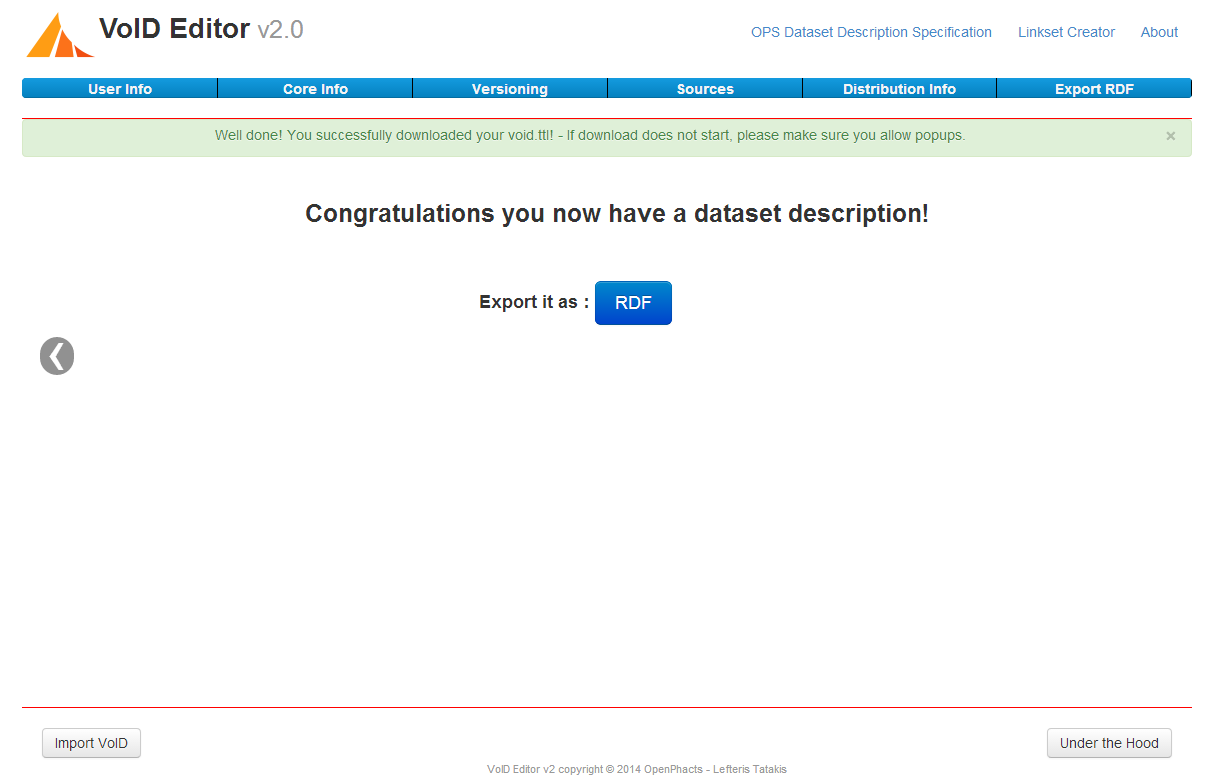 VoID Editor v2.0
OPS Dataset Description Specification Linkset Creator About
User Info Core Info Versioning Sources Distribution Info Export RDF
Well done! You successfully downloaded your void.ttl! - If download does not start, please make sure you allow popups. ×
Congratulations you now have a dataset description!
Export it as : RDF
Import VoID Under the Hood
VoID Editor v2 copyright © 2014 OpenPhacts - Lefteris Tatakis